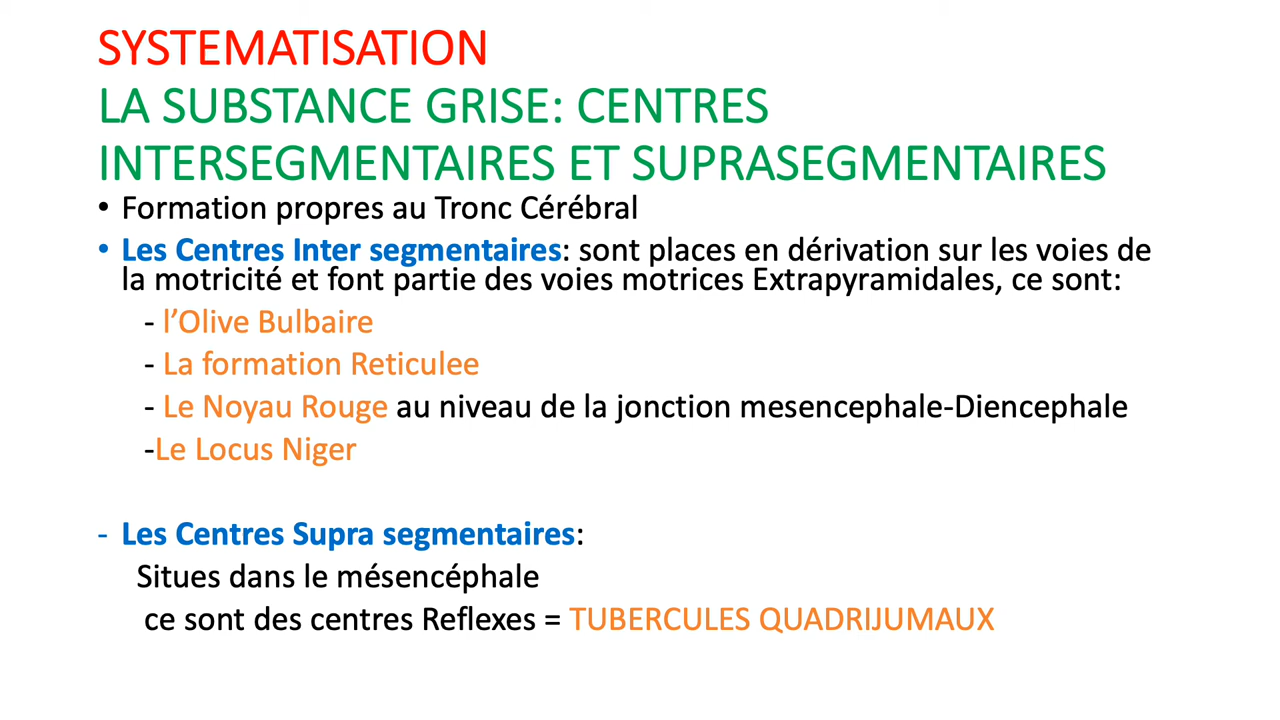 SYSTEMATISATION
LA SUBSTANCE GRISE: CENTRES
INTERSEGMENTAIRES ET SUPRASEGMENTAIRES
• Formation propres au Tronc Cérébral
• Les Centres Inter segmentaires: sont places en dérivation sur les voies de
la motricité et font partie des voies motrices Extrapyramidales, ce sont:
- l’Olive Bulbaire
- La formation Reticulee
- Le Noyau Rouge au niveau de la jonction mesencephale-Diencephale
-Le Locus Niger
- Les Centres Supra segmentaires:
Situes dans le mésencéphale
ce sont des centres Reflexes = TUBERCULES QUADRIJUMAUX